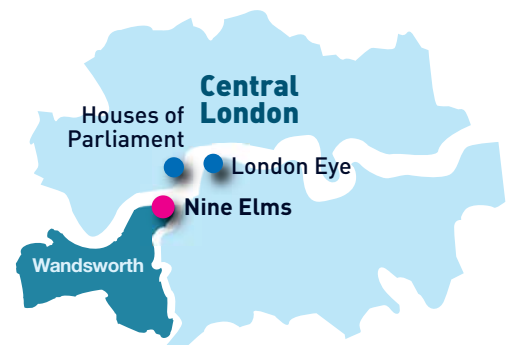 Central
London
Houses of
Parliament
London Eye
Nine Elms
Wandsworth